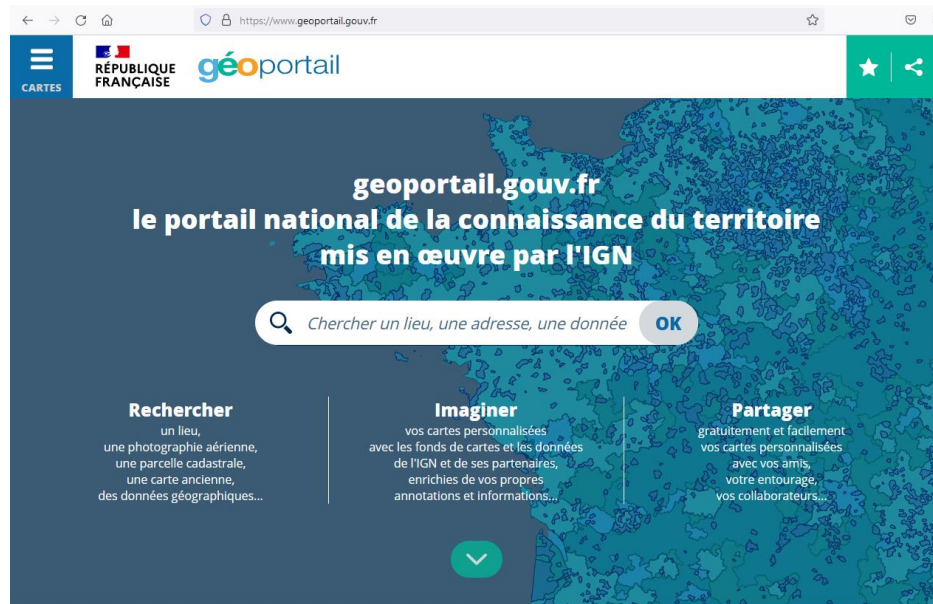 https://www.geoportail.gouv.fr
CARTES
RÉPUBLIQUE
FRANÇAISE
géoportail
geoportail.gouv.fr
le portail national de la connaissance du territoire
mis en œuvre par l'IGN
Chercher un lieu, une adresse, une donnée
OK
Rechercher
un lieu,
une photographie aérienne,
une parcelle cadastrale,
une carte ancienne,
des données géographiques...
Imaginer
vos cartes personnalisées
avec les fonds de cartes et les données
de l'IGN et de ses partenaires,
enrichies de vos propres
annotations et informations...
Partager
gratuitement et facilement
vos cartes personnalisées
avec vos amis,
votre entourage,
vos collaborateurs...